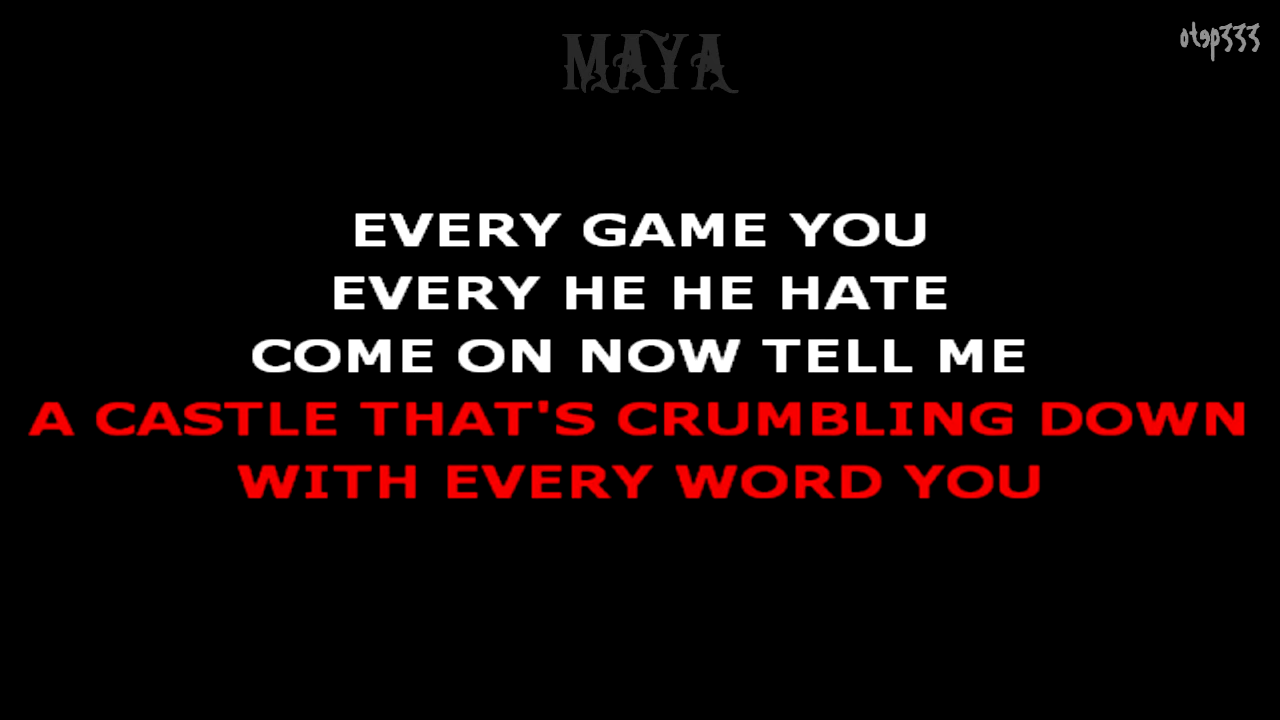 MAYA
otep333
EVERY GAME YOU
EVERY HE HE HATE
COME ON NOW TELL ME
A CASTLE THAT'S CRUMBLING DOWN
WITH EVERY WORD YOU